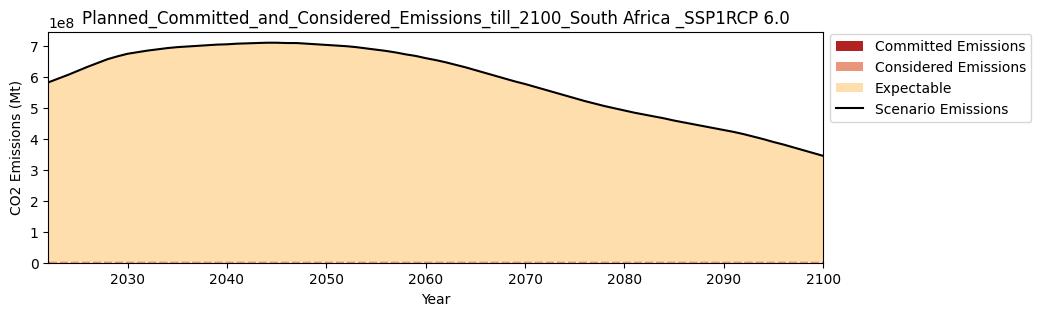 Planned_Committed_and_Considered_Emissions_till_2100_South Africa _SSP1RCP 6.0
1e8
7
6
5
4
3
2
1
0
CO2 Emissions (Mt)
2030 2040 2050 2060 2070 2080 2090 2100
Year
Committed Emissions
Considered Emissions
Expectable
Scenario Emissions